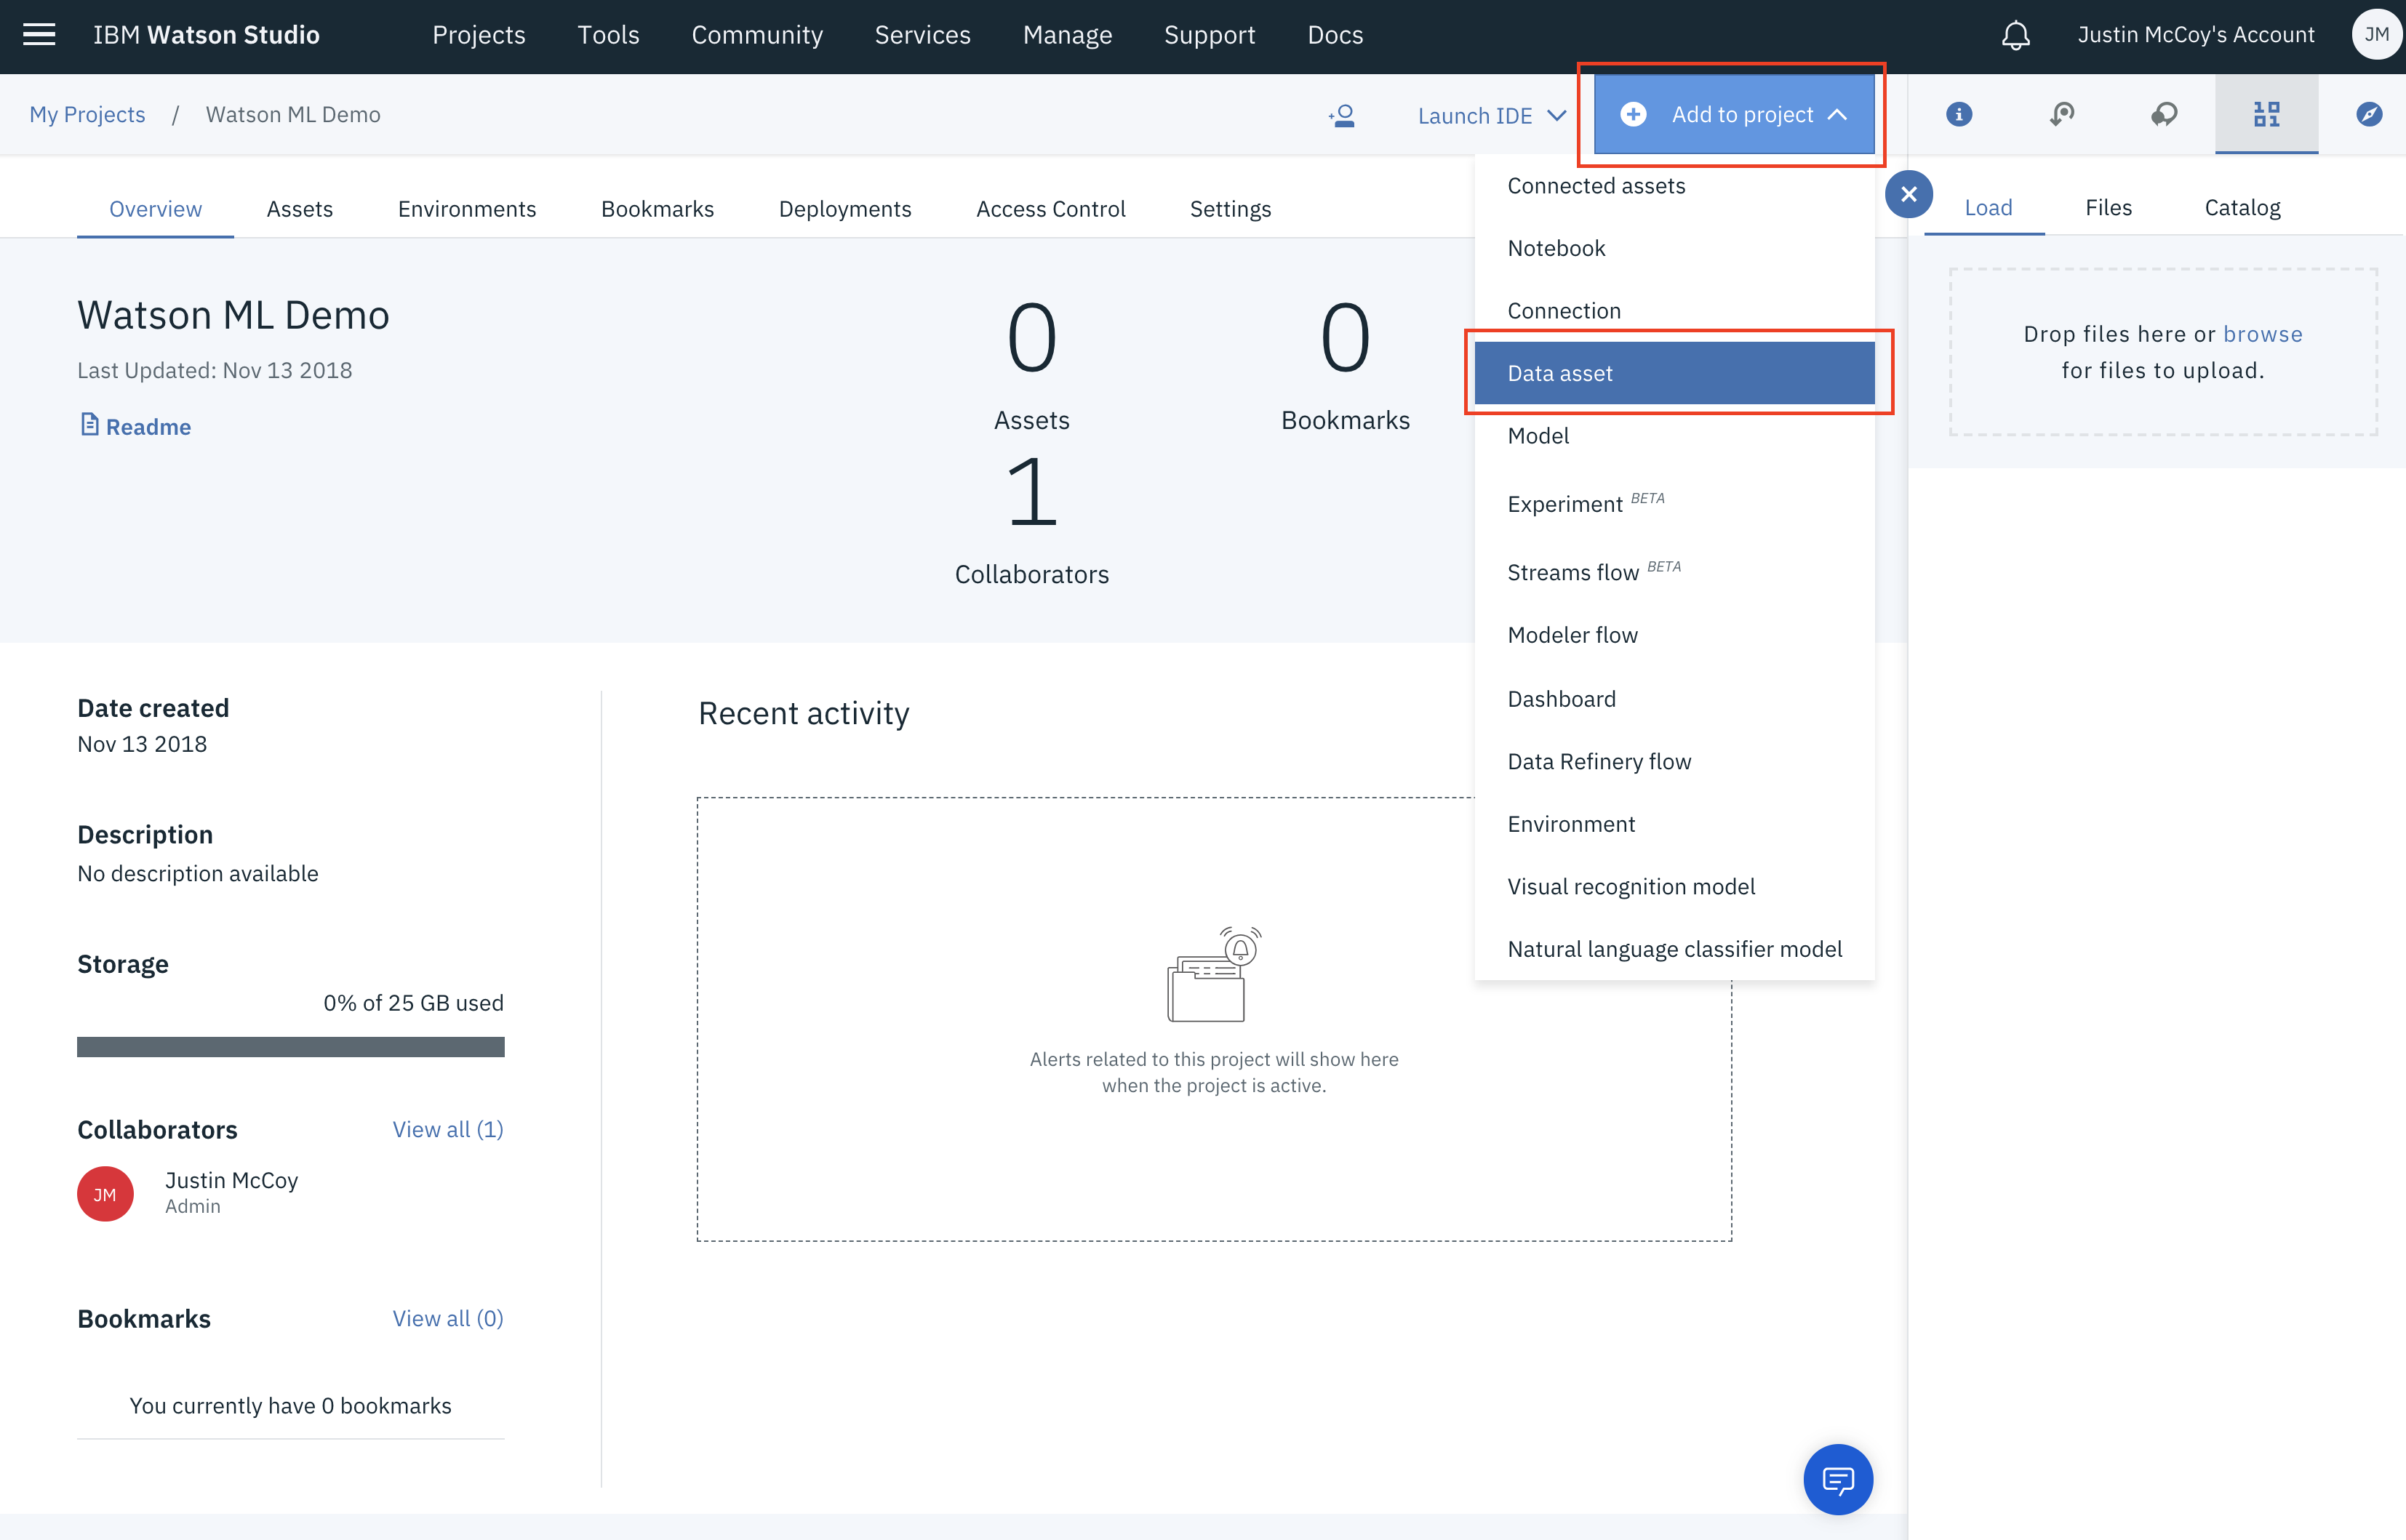 IBM Watson Studio
Projects
Tools
Community
Services
Manage
Support
Docs
Justin McCoy's Account
JM
My Projects / Watson ML Demo
Launch IDE
Add to project
Overview
Assets
Environments
Bookmarks
Deployments
Access Control
Settings
Connected assets
Notebook
Connection
Data asset
Model
Experiment BETA
Streams flow BETA
Modeler flow
Dashboard
Data Refinery flow
Environment
Visual recognition model
Natural language classifier model
Load
Files
Catalog
Drop files here or browse
for files to upload.
Watson ML Demo
Last Updated: Nov 13 2018
Readme
0
Assets
0
Bookmarks
1
Collaborators
Date created
Nov 13 2018
Description
No description available
Storage
0% of 25 GB used
Collaborators
View all (1)
JM
Justin McCoy
Admin
Bookmarks
View all (0)
You currently have 0 bookmarks
Recent activity
Alerts related to this project will show here
when the project is active.